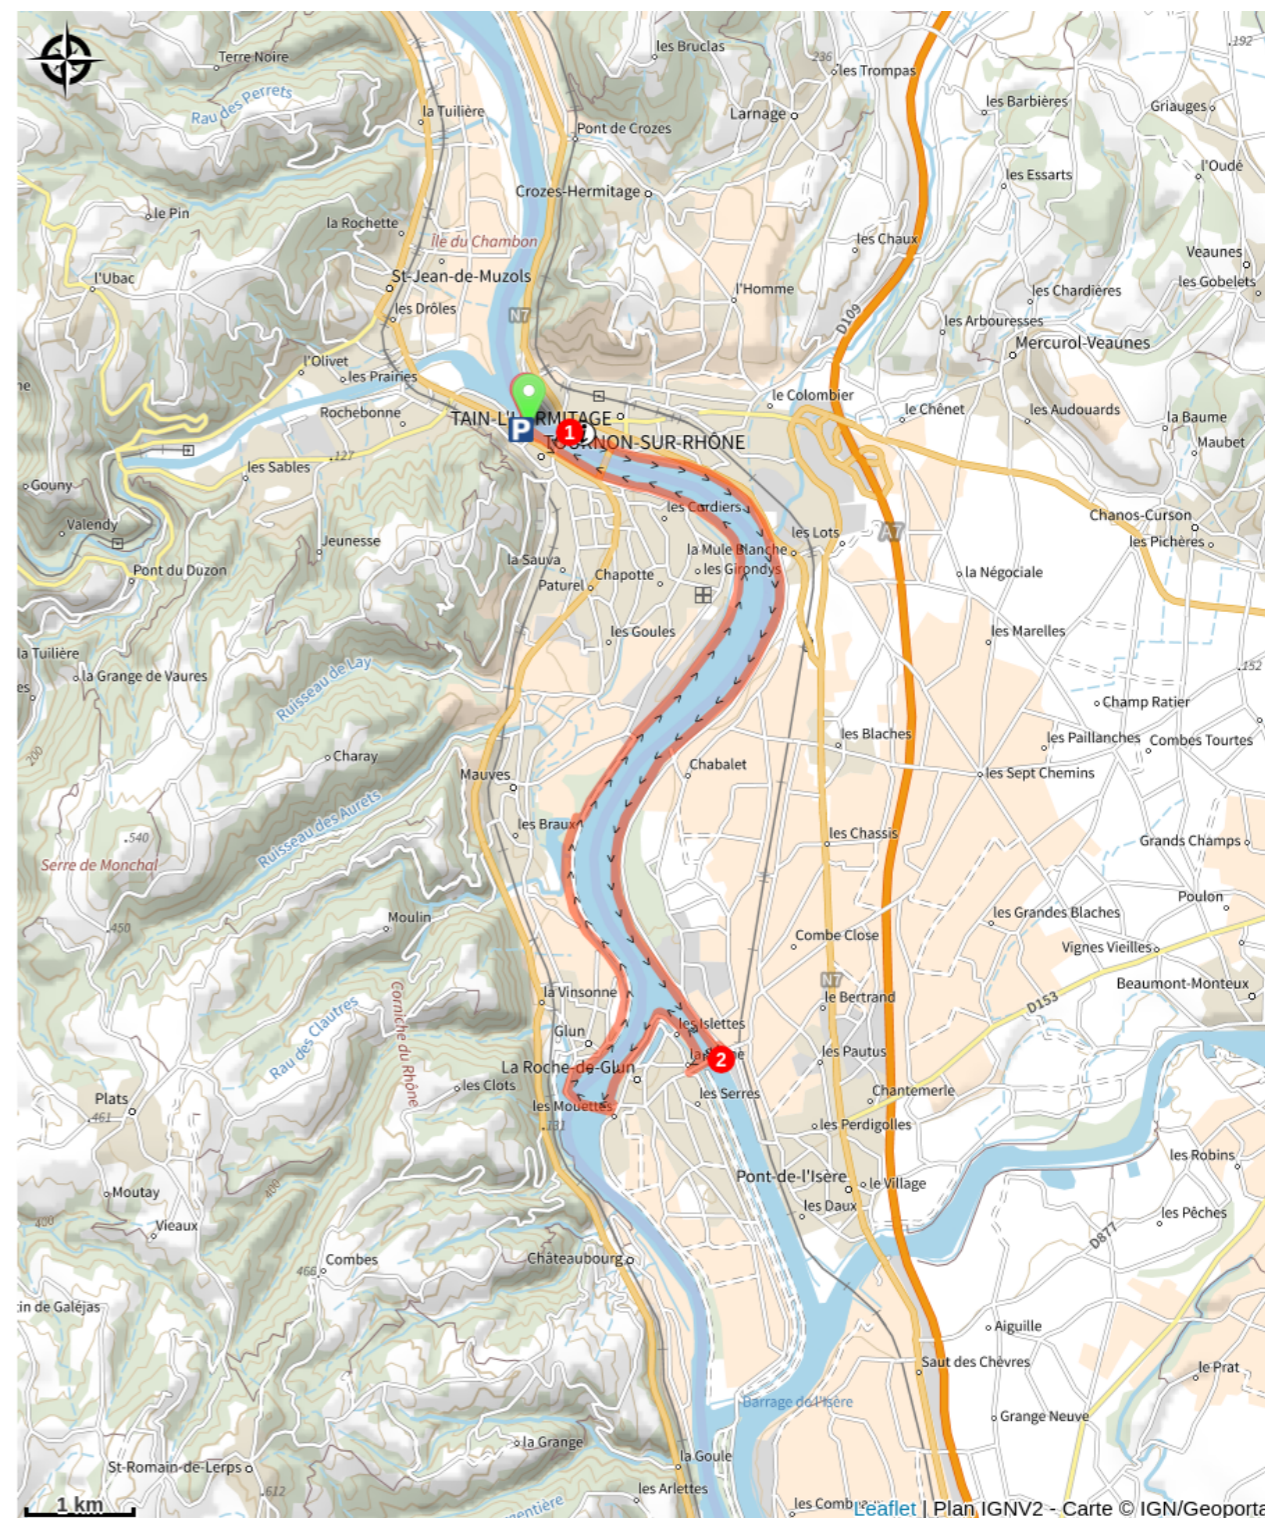 les Bruclas
192
Terre Noire
236
les Trompas
Rau des Perrets
la Tuilière
Larnage
les Barbières
Griauges
Pont de Crozes
l'Oudé
les Essarts
Crozes-Hermitage
le Pin
la Rochette
Île du Chambon
les Chaux
Veaunes
l'Ubac
St-Jean-de-Muzols
l'Homme
les Chardières
les Gobelets
les Drôles
N7
D109
les Arbouresses
Mercurol-Veaunes
l'Olivet
les Prairies
ne
le Colombier
Rochebonne
TAIN-L'HERMITAGE
le Chênet
les Audouards
la Baume
P
1
TOURNON-SUR-RHÔNE
Maubet
.127
les Sables
Gouny
les Cordiers
Chanos-Curson
Valendy
Jeunesse
les Lots
A7
les Pichères
la Mule Blanche
la Sauva
les Girondys
Pont du Duzon
Paturel
Chapotte
la Négociale
les Goules
les Marelles
la Tuilière
Ruisseau de Lay
.152
la Grange de Vaures
es
Champ Ratier
200
Charay
les Blaches
les Paillanches
Combes Tourtes
Mauves
Chabalet
les Sept Chemins
Ruisseau des Aurets
les Braux
les Chassis
.540
Grands Champs
Serre de Monchal
Poulon
Moulin
les Grandes Blaches
.450
Combe Close
Vignes Vieilles
Corniche du Rhône
la Vinsonne
N7
le Bertrand
D153
Beaumont-Monteux
Rau des Clautres
Glun
les Islettes
2
les Pautus
La Roche-de-Glun
les Clots
les Serres
Chantemerle
Plats
.461
les Mouettes
.131
les Perdigolles
les Robins
Pont-de-l'Isère
le Village
Moutay
400
400
Vieaux
les Daux
les Pêches
D877
Combes
466
Châteaubourg
in de Galéjas
Aiguille
Saut des Chèvres
le Prat
Barrage de l'Isère
Grange Neuve
la Grange
la Goule
St-Romain-de-Lerps
.612
les Arlettes
1 km
Leaflet | Plan IGNV2 - Carte © IGN/Geoporta